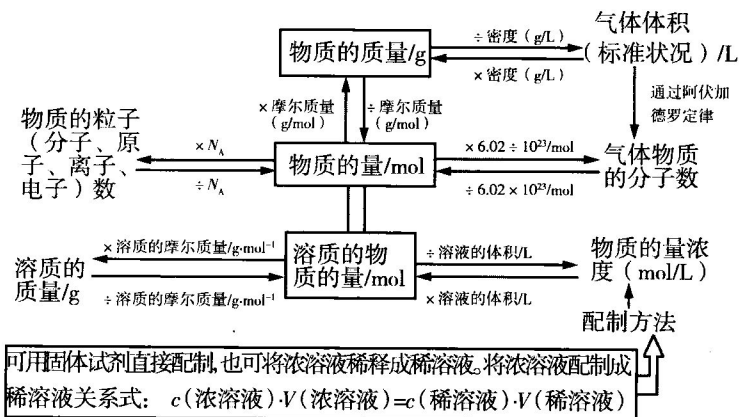 气体体积
(标准状况)/L
物质的质量/g
÷密度(g/L)
×密度(g/L)
通过阿伏加
德罗定律
×摩尔质量
(g/mol)
÷摩尔质量
(g/mol)
物质的粒子
(分子、原
子、离子、
电子)数
×N_A
÷N_A
物质的量/mol
×6.02÷10²³/mol
÷6.02×10²³/mol
气体物质
的分子数
溶质的
质量/g
×溶质的摩尔质量/g·mol⁻¹
÷溶质的摩尔质量/g·mol⁻¹
溶质的物
质的量/mol
÷溶液的体积/L
×溶液的体积/L
物质的量浓
度(mol/L)
配制方法
可用固体试剂直接配制,也可将浓溶液稀释成稀溶液。将浓溶液配制成
稀溶液关系式: c(浓溶液)·V(浓溶液)=c(稀溶液)·V(稀溶液)